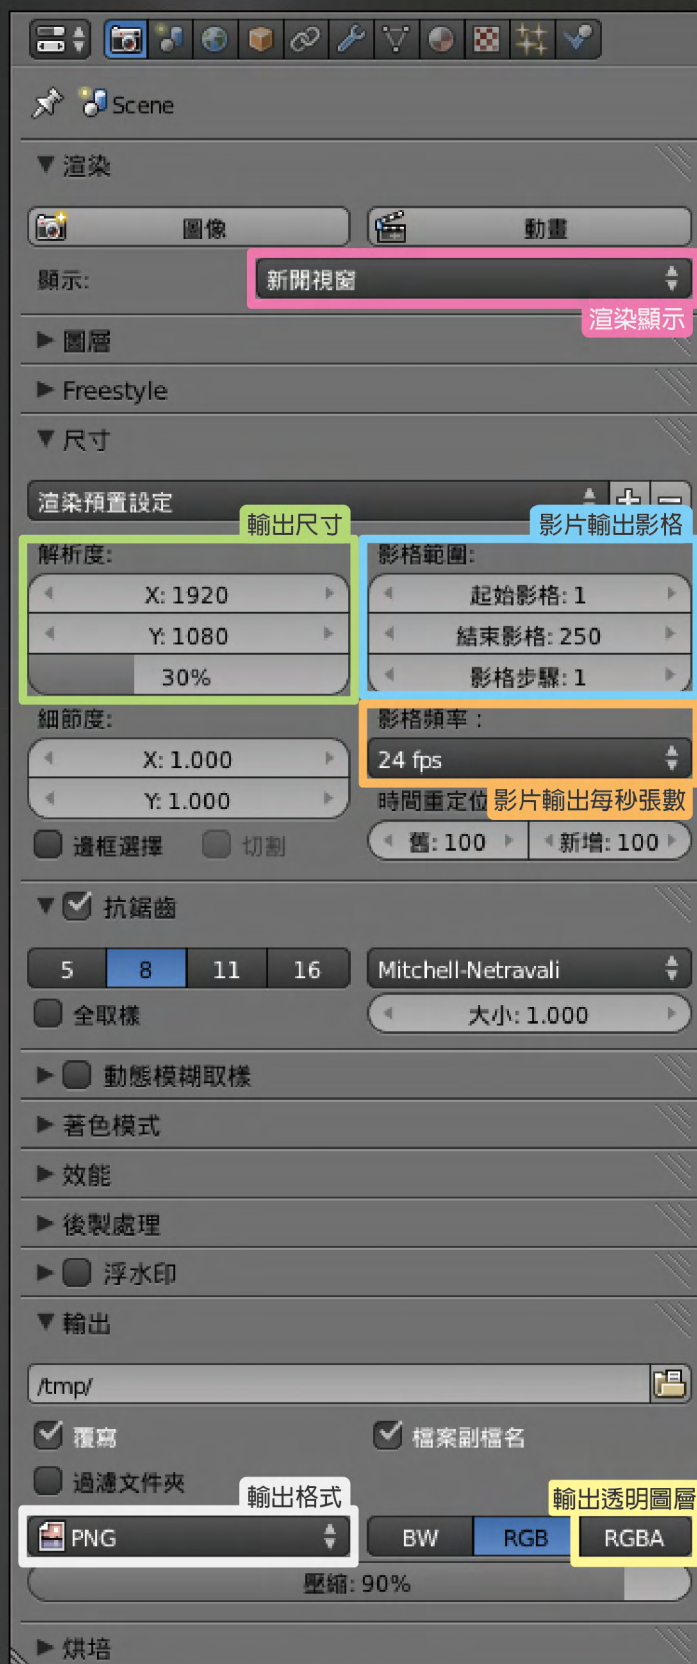 Scene
渲染
圖像 動畫
顯示: 新開視窗
渲染顯示
圖層
Freestyle
尺寸
渲染預置設定
輸出尺寸 影片輸出影格
解析度: 影格範圍:
X: 1920 起始影格: 1
Y: 1080 結束影格: 250
30% 影格步驟: 1
細節度: 影格頻率 :
X: 1.000 24 fps
Y: 1.000 時間重定位 影片輸出每秒張數
邊框選擇 切割 舊: 100 新增: 100
抗鋸齒
5 8 11 16 Mitchell-Netravali
全取樣 大小: 1.000
動態模糊取樣
著色模式
效能
後製處理
浮水印
輸出
/tmp/
覆寫 檔案副檔名
過濾文件夾
輸出格式 輸出透明圖層
PNG BW RGB RGBA
壓縮: 90%
烘培